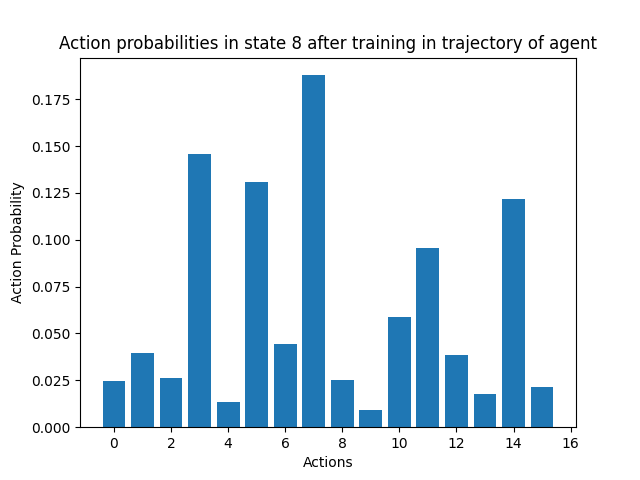 Action probabilities in state 8 after training in trajectory of agent
0.175
0.150
0.125
0.100
0.075
0.050
0.025
0.000
Action Probability
0 2 4 6 8 10 12 14 16
Actions